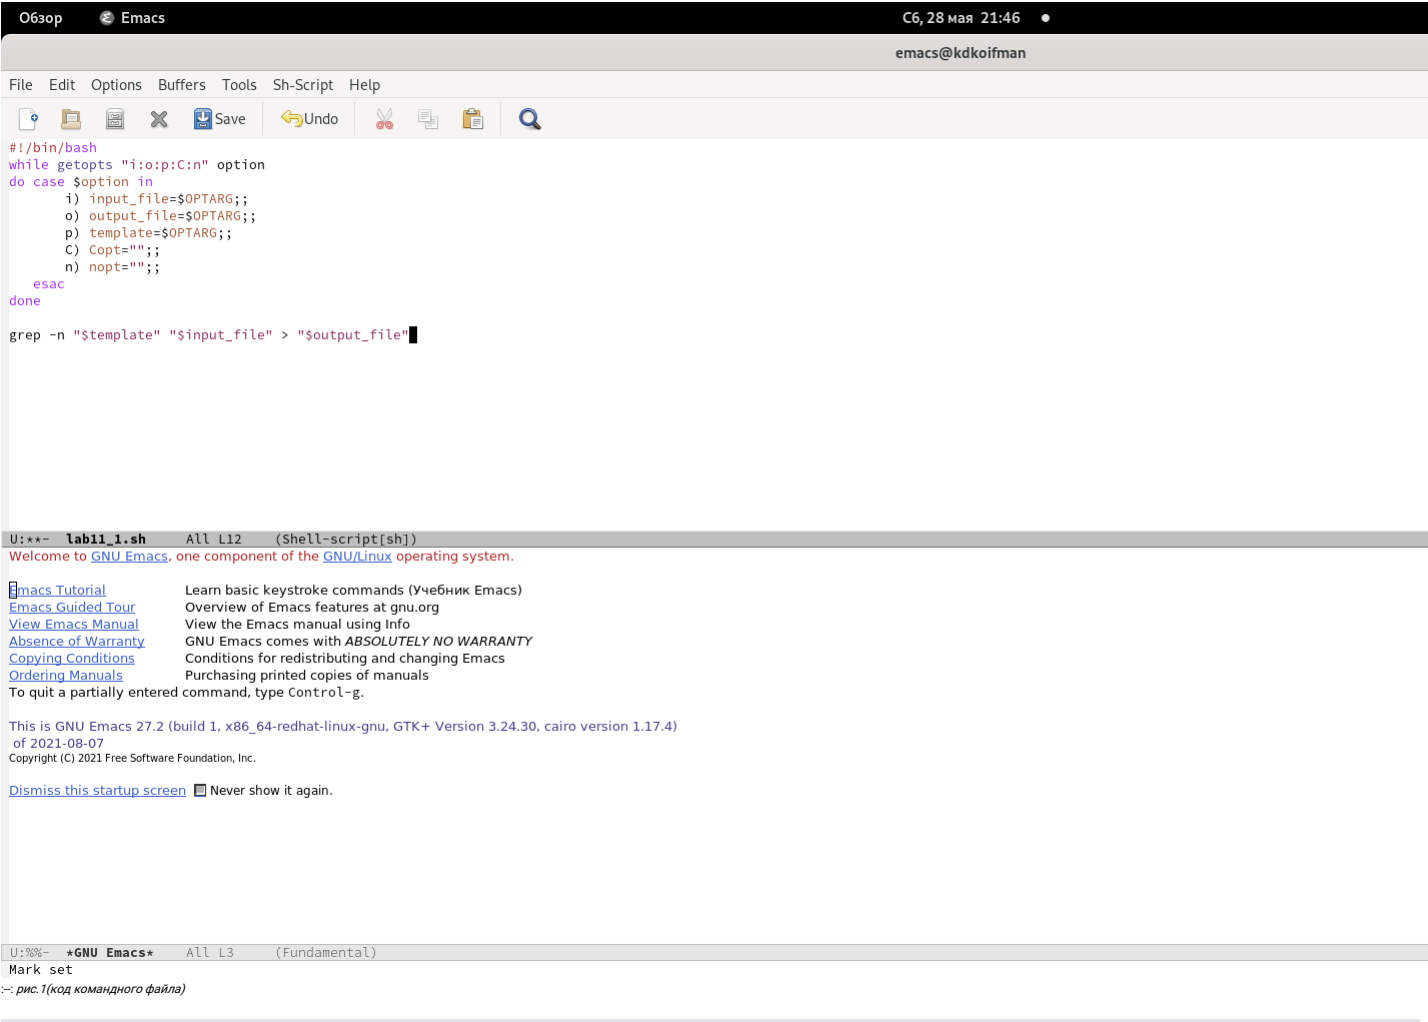 Обзор Emacs Сб, 28 мая 21:46
emacs@kdkoifman
File Edit Options Buffers Tools Sh-Script Help
Save Undo
#!/bin/bash
while getopts "i:o:p:C:n" option
do case $option in
i) input_file=$OPTARG;;
o) output_file=$OPTARG;;
p) template=$OPTARG;;
C) Copt="";;
n) nopt="";;
esac
done
grep -n "$template" "$input_file" > "$output_file"
U:**- lab11_1.sh All L12 (Shell-script[sh])
Welcome to GNU Emacs, one component of the GNU/Linux operating system.
Emacs Tutorial Learn basic keystroke commands (Учебник Emacs)
Emacs Guided Tour Overview of Emacs features at gnu.org
View Emacs Manual View the Emacs manual using Info
Absence of Warranty GNU Emacs comes with ABSOLUTELY NO WARRANTY
Copying Conditions Conditions for redistributing and changing Emacs
Ordering Manuals Purchasing printed copies of manuals
To quit a partially entered command, type Control-g.
This is GNU Emacs 27.2 (build 1, x86_64-redhat-linux-gnu, GTK+ Version 3.24.30, cairo version 1.17.4)
of 2021-08-07
Copyright (C) 2021 Free Software Foundation, Inc.
Dismiss this startup screen Never show it again.
U:%%- *GNU Emacs* All L3 (Fundamental)
Mark set
:--: рис.1(код командного файла)